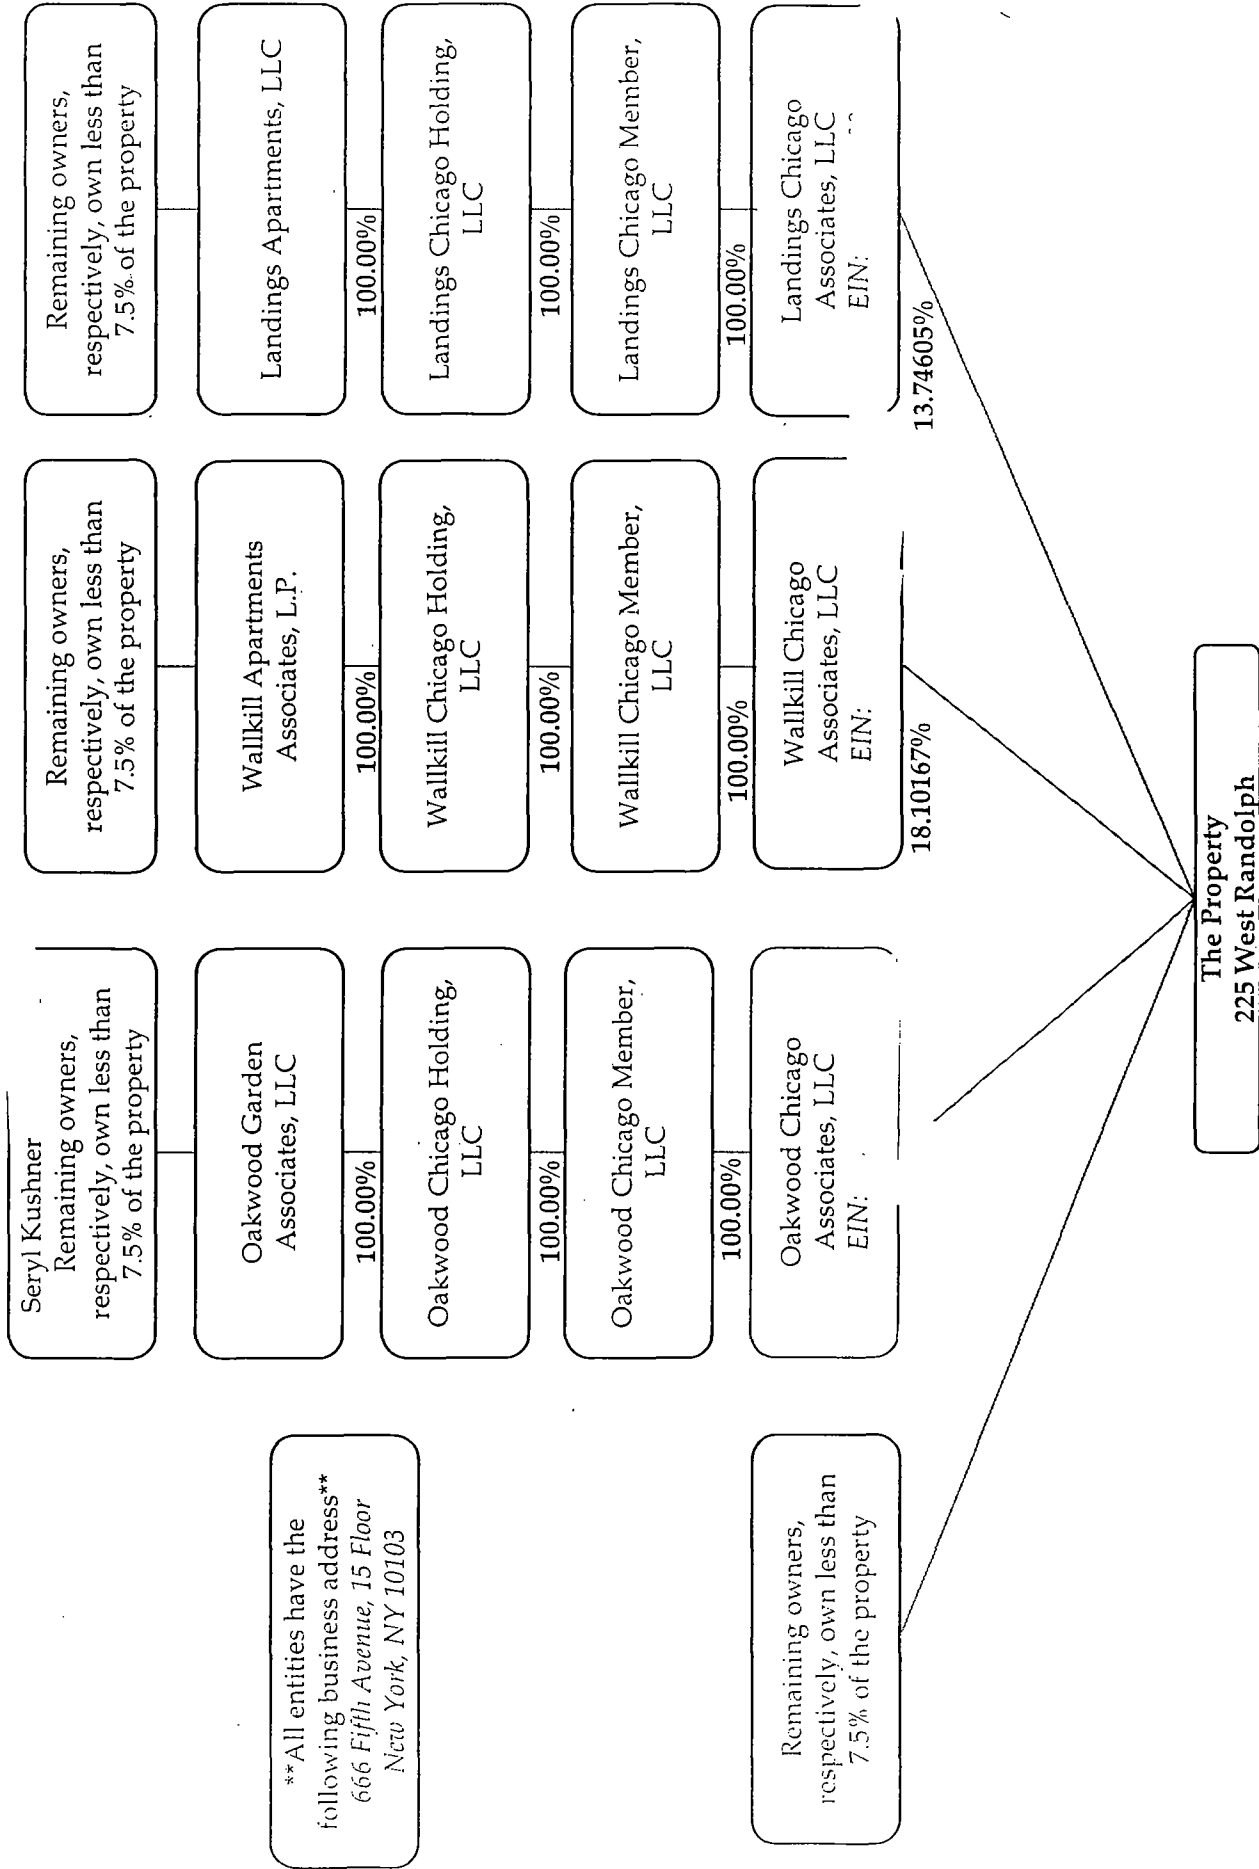 Seryl Kushner
Remaining owners,
respectively, own less than
7.5% of the property
Remaining owners,
respectively, own less than
7.5% of the property
Remaining owners,
respectively, own less than
7.5% of the property
Oakwood Garden
Associates, LLC
Wallkill Apartments
Associates, L.P.
Landings Apartments, LLC
**All entities have the
following business address**
666 Fifth Avenue, 15 Floor
New York, NY 10103
100.00%
100.00%
100.00%
Oakwood Chicago Holding,
LLC
Wallkill Chicago Holding,
LLC
Landings Chicago Holding,
LLC
100.00%
100.00%
100.00%
Oakwood Chicago Member,
LLC
Wallkill Chicago Member,
LLC
Landings Chicago Member,
LLC
100.00%
100.00%
100.00%
Remaining owners,
respectively, own less than
7.5% of the property
Oakwood Chicago
Associates, LLC
EIN:
Wallkill Chicago
Associates, LLC
EIN:
Landings Chicago
Associates, LLC
EIN:
18.10167%
13.74605%
The Property
225 West Randolph